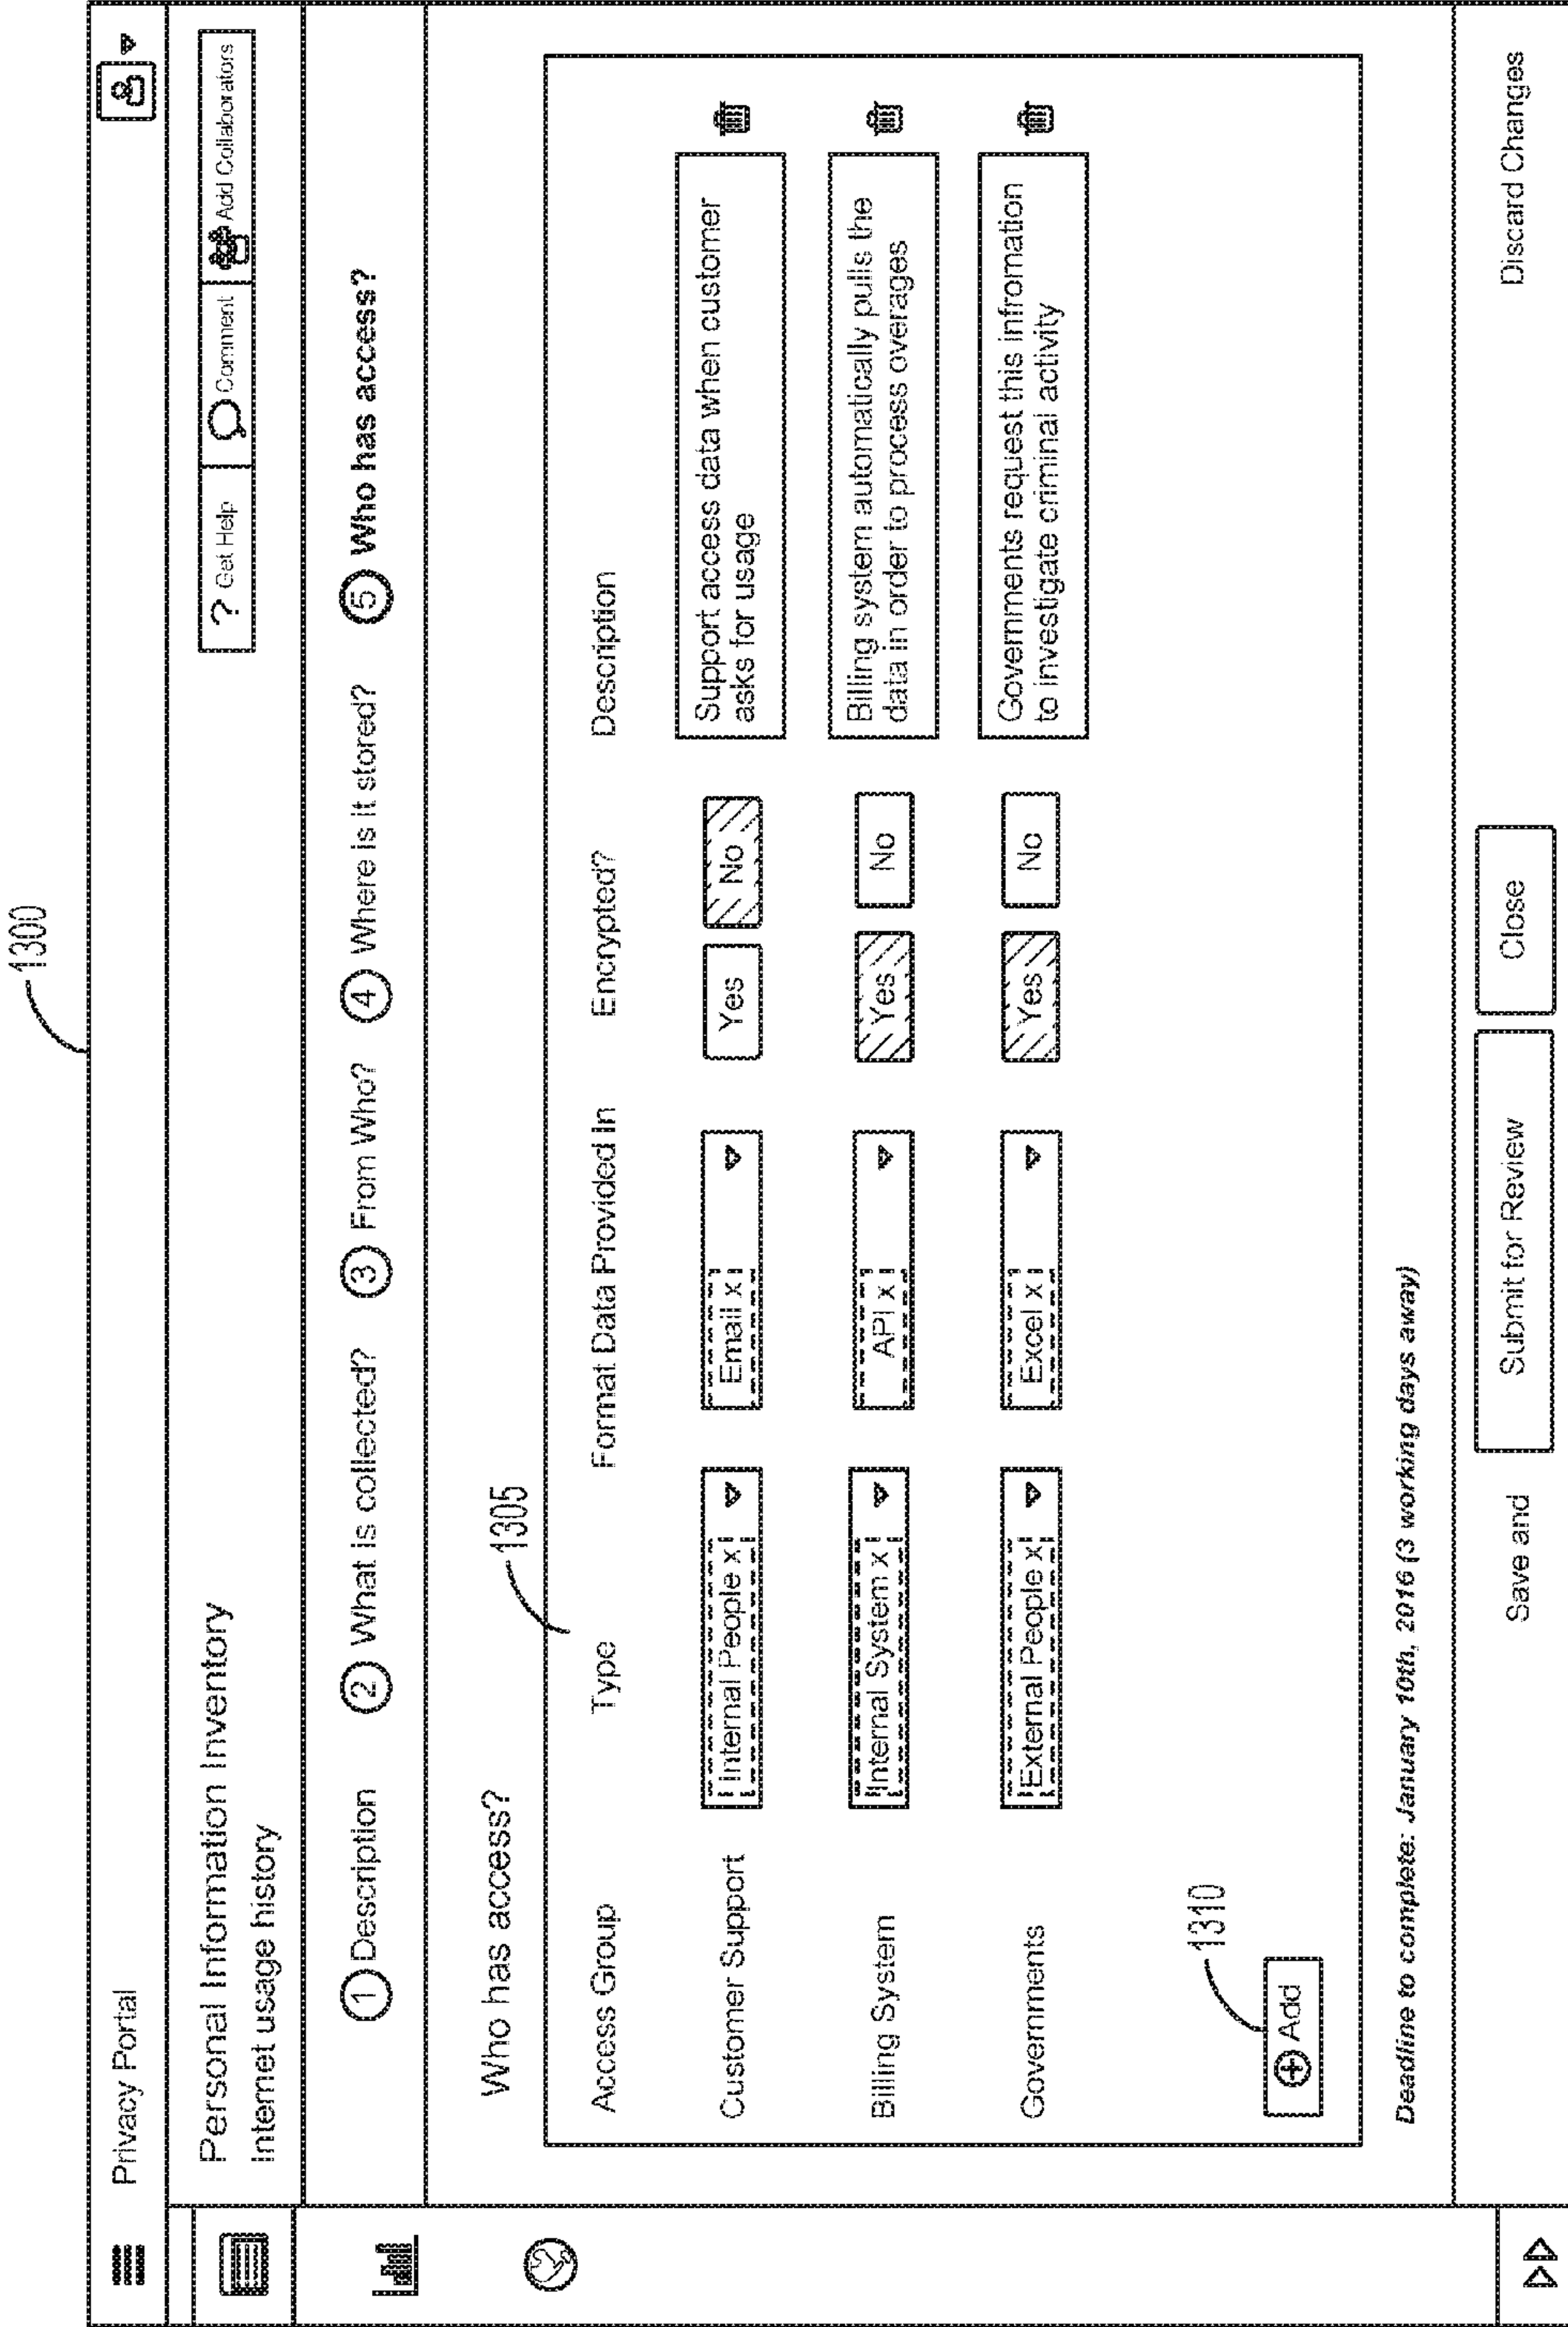 1300
Privacy Portal
Personal Information Inventory
Internet usage history
? Get Help Comment Add Collaborators
1 Description 2 What is collected? 3 From Who? 4 Where is it stored? 5 Who has access?
Who has access?
1305
Access Group Type Format Data Provided In Encrypted? Description
Customer Support Internal People x Email x Yes No Support access data when customer
asks for usage
Billing System Internal System x API x Yes No Billing system automatically pulls the
data in order to process overages
Governments External People x Excel x Yes No Governments request this infromation
to investigate criminal activity
1310
Add
Deadline to complete: January 10th, 2016 (3 working days away)
Save and Submit for Review Close Discard Changes